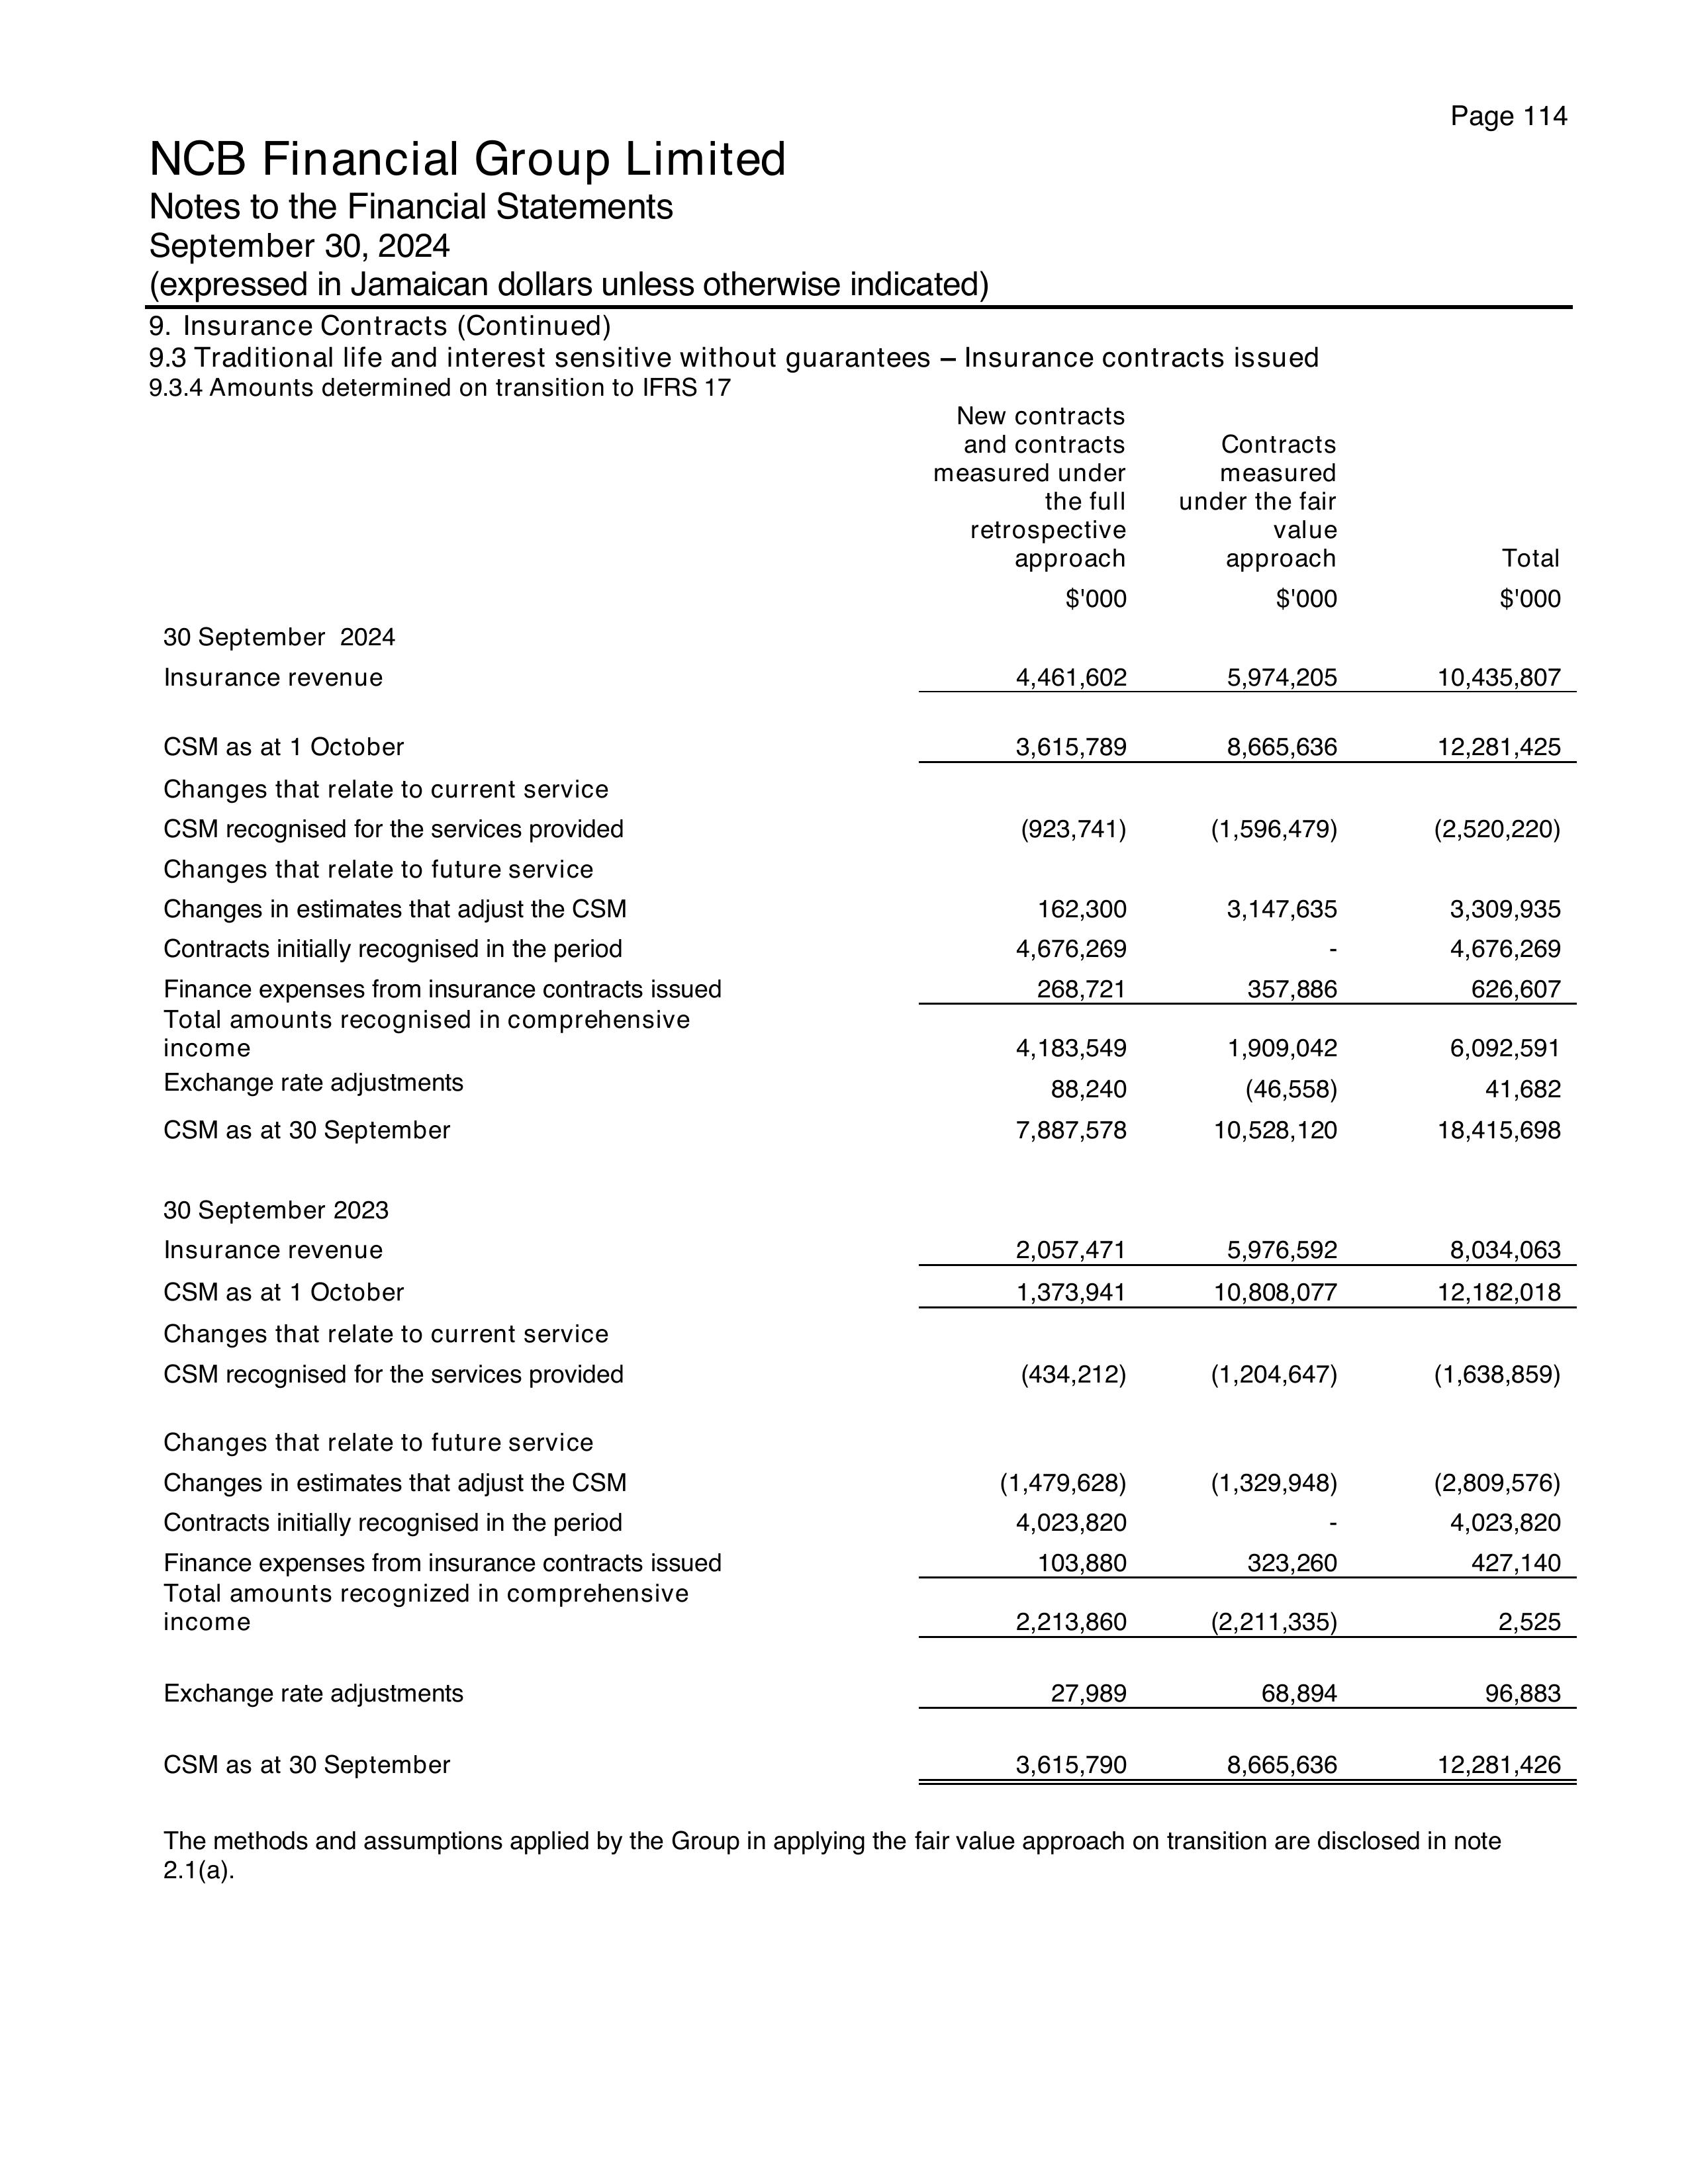 Page 114
NCB Financial Group Limited
Notes to the Financial Statements
September 30, 2024
(expressed in Jamaican dollars unless otherwise indicated)
9. Insurance Contracts (Continued)
9.3 Traditional life and interest sensitive without guarantees – Insurance contracts issued
9.3.4 Amounts determined on transition to IFRS 17
New contracts
and contracts Contracts
measured under measured
the full under the fair
retrospective value
approach approach Total
$'000 $'000 $'000
30 September 2024
Insurance revenue 4,461,602 5,974,205 10,435,807
CSM as at 1 October 3,615,789 8,665,636 12,281,425
Changes that relate to current service
CSM recognised for the services provided (923,741) (1,596,479) (2,520,220)
Changes that relate to future service
Changes in estimates that adjust the CSM 162,300 3,147,635 3,309,935
Contracts initially recognised in the period 4,676,269 - 4,676,269
Finance expenses from insurance contracts issued 268,721 357,886 626,607
Total amounts recognised in comprehensive
income 4,183,549 1,909,042 6,092,591
Exchange rate adjustments 88,240 (46,558) 41,682
CSM as at 30 September 7,887,578 10,528,120 18,415,698
30 September 2023
Insurance revenue 2,057,471 5,976,592 8,034,063
CSM as at 1 October 1,373,941 10,808,077 12,182,018
Changes that relate to current service
CSM recognised for the services provided (434,212) (1,204,647) (1,638,859)
Changes that relate to future service
Changes in estimates that adjust the CSM (1,479,628) (1,329,948) (2,809,576)
Contracts initially recognised in the period 4,023,820 - 4,023,820
Finance expenses from insurance contracts issued 103,880 323,260 427,140
Total amounts recognized in comprehensive
income 2,213,860 (2,211,335) 2,525
Exchange rate adjustments 27,989 68,894 96,883
CSM as at 30 September 3,615,790 8,665,636 12,281,426
The methods and assumptions applied by the Group in applying the fair value approach on transition are disclosed in note
2.1(a).